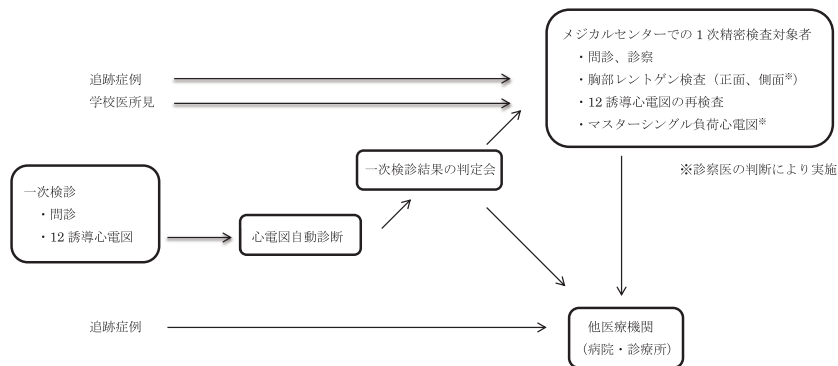 メジカルセンターでの1次精密検査対象者
・問診、診察
・胸部レントゲン検査（正面、側面※）
・12誘導心電図の再検査
・マスターシングル負荷心電図※
追跡症例
学校医所見
一次検診結果の判定会
※診察医の判断により実施
一次検診
・問診
・12誘導心電図
心電図自動診断
追跡症例
他医療機関
（病院・診療所）